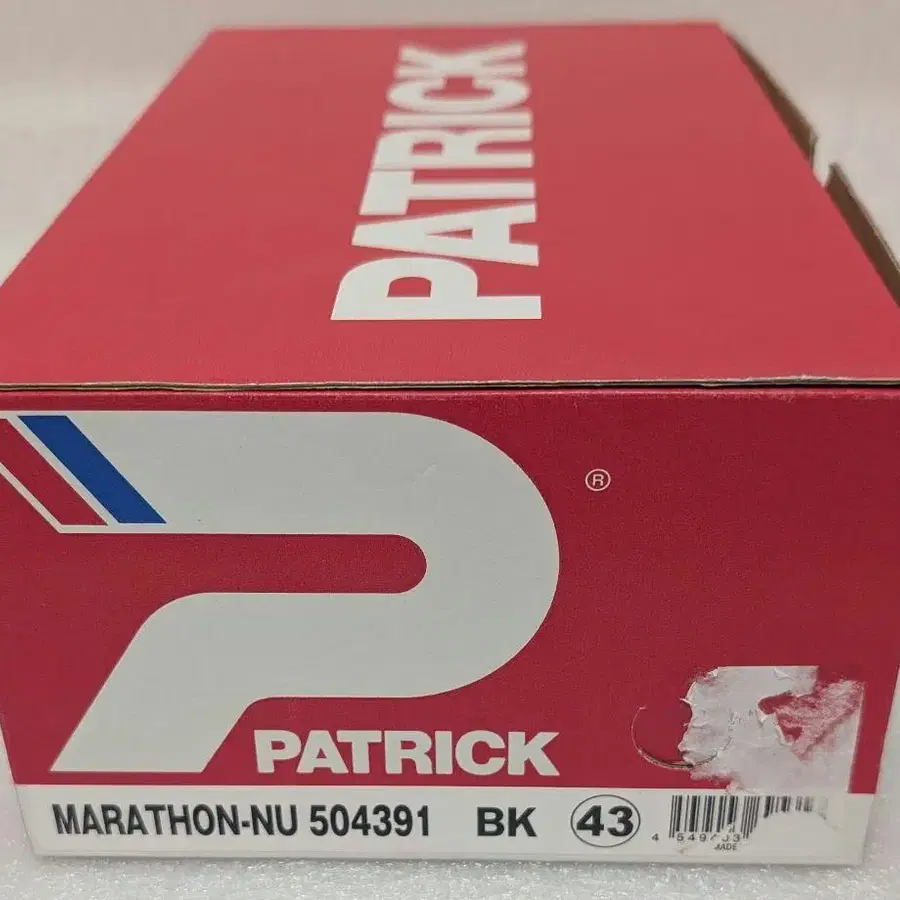 PATRICK
®
PATRICK
MARATHON-NU 504391 BK 43